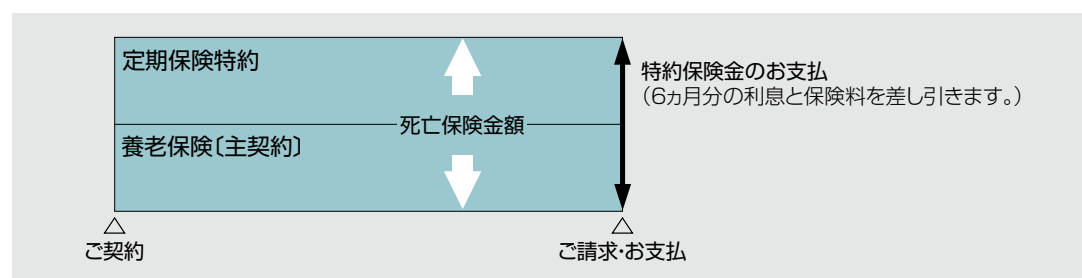 定期保険特約
特約保険金のお支払
（6ヵ月分の利息と保険料を差し引きます。）
死亡保険金額
養老保険〔主契約〕
△
ご契約
△
ご請求・お支払